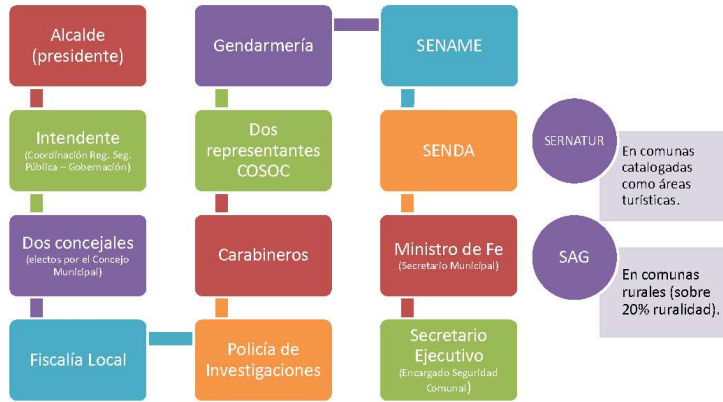 Alcalde
(presidente)
Intendente
(Coordinación Reg. Seg.
Pública – Gobernación)
Dos concejales
(electos por el Concejo
Municipal)
Fiscalía Local
Policía de
Investigaciones
Carabineros
Dos
representantes
COSOC
Gendarmería
SENAME
SENDA
Ministro de Fe
(Secretario Municipal)
Secretario
Ejecutivo
(Encargado Seguridad
Comunal)
SERNATUR
En comunas
catalogadas
como áreas
turísticas.
SAG
En comunas
rurales (sobre
20% ruralidad).